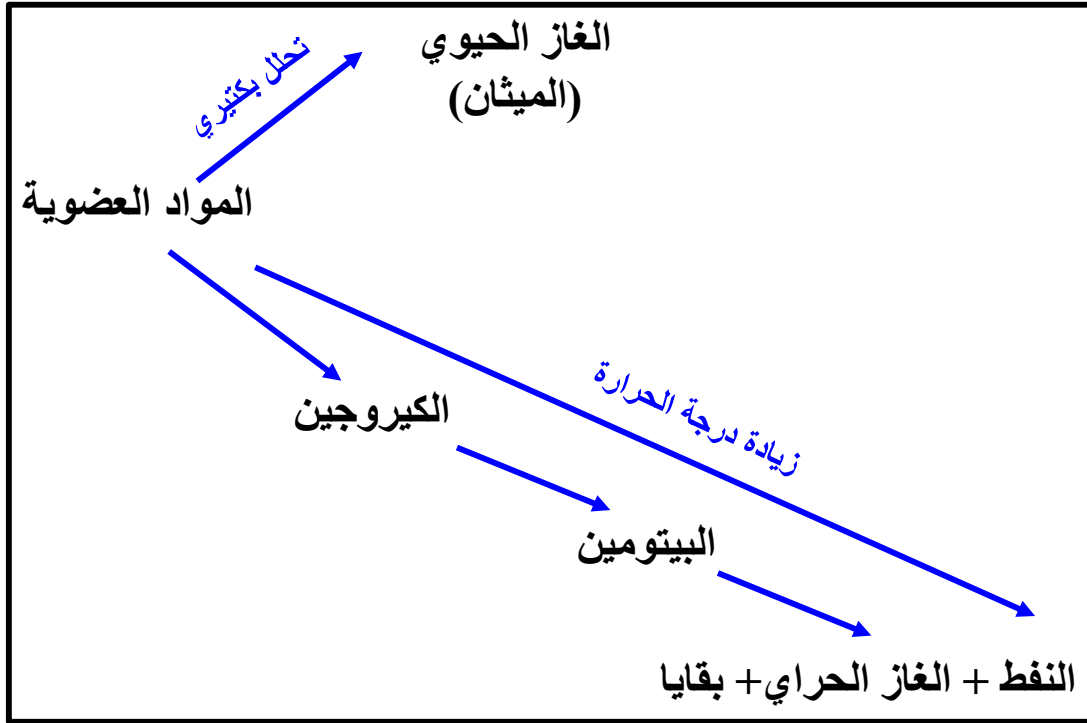 الغاز الحيوي
(الميثان)
تحلل بكتيري
المواد العضوية
الكيروجين
زيادة درجة الحرارة
البيتومين
النفط + الغاز الحراي+ بقايا